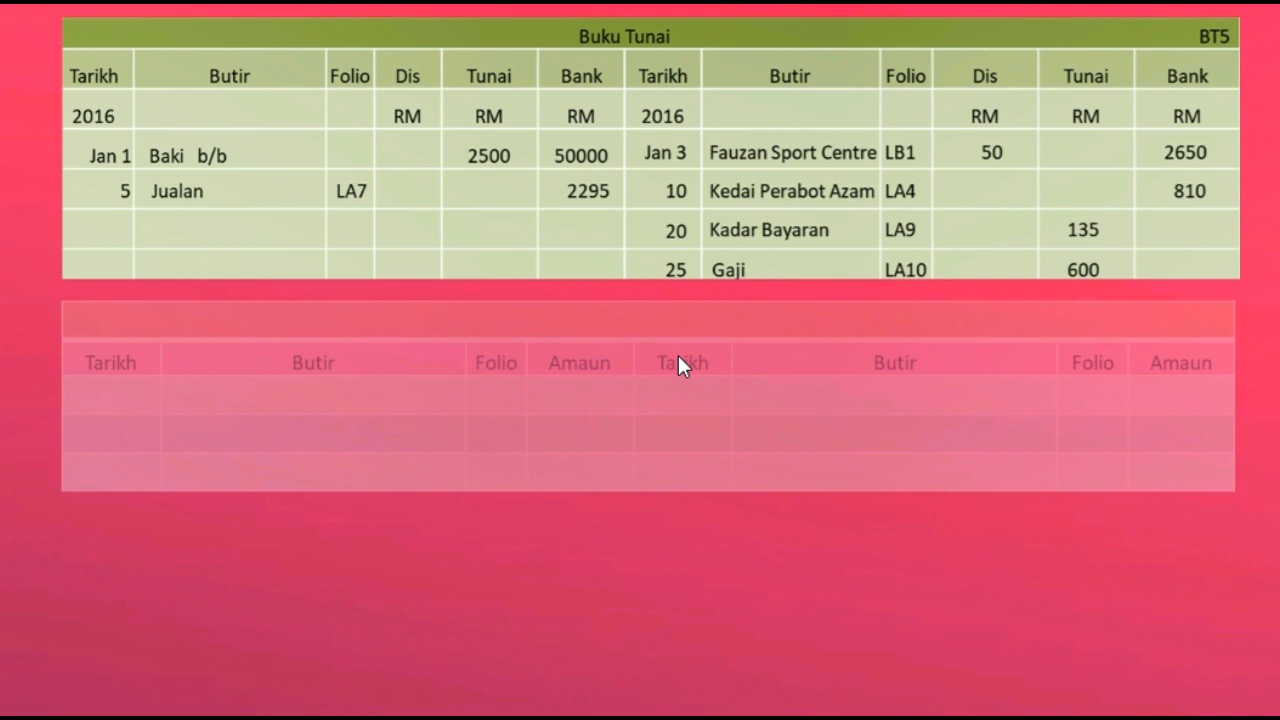 Buku Tunai BT5
Tarikh Butir Folio Dis Tunai Bank Tarikh Butir Folio Dis Tunai Bank
2016 RM RM RM 2016 RM RM RM
Jan 1 Baki b/b 2500 50000 Jan 3 Fauzan Sport Centre LB1 50 2650
5 Jualan LA7 2295 10 Kedai Perabot Azam LA4 810
20 Kadar Bayaran LA9 135
25 Gaji LA10 600
Tarikh Butir Folio Amaun Tarikh Butir Folio Amaun